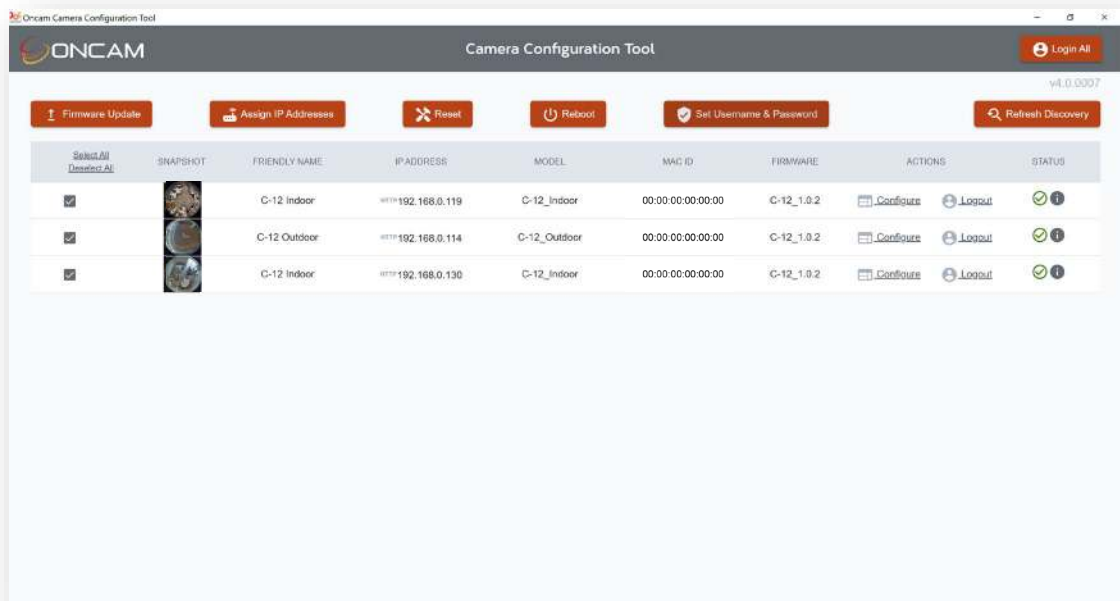 Oncam Camera Configuration Tool
ONCAM
Camera Configuration Tool
Login All
v4.0.0007
Firmware Update
Assign IP Addresses
Reset
Reboot
Set Username & Password
Refresh Discovery
Select All
Deselect All
SNAPSHOT FRIENDLY NAME IP ADDRESS MODEL MAC ID FIRMWARE ACTIONS STATUS
C-12 Indoor HTTP 192.168.0.119 C-12_Indoor 00:00:00:00:00:00 C-12_1.0.2 Configure Logout
C-12 Outdoor HTTP 192.168.0.114 C-12_Outdoor 00:00:00:00:00:00 C-12_1.0.2 Configure Logout
C-12 Indoor HTTP 192.168.0.130 C-12_Indoor 00:00:00:00:00:00 C-12_1.0.2 Configure Logout